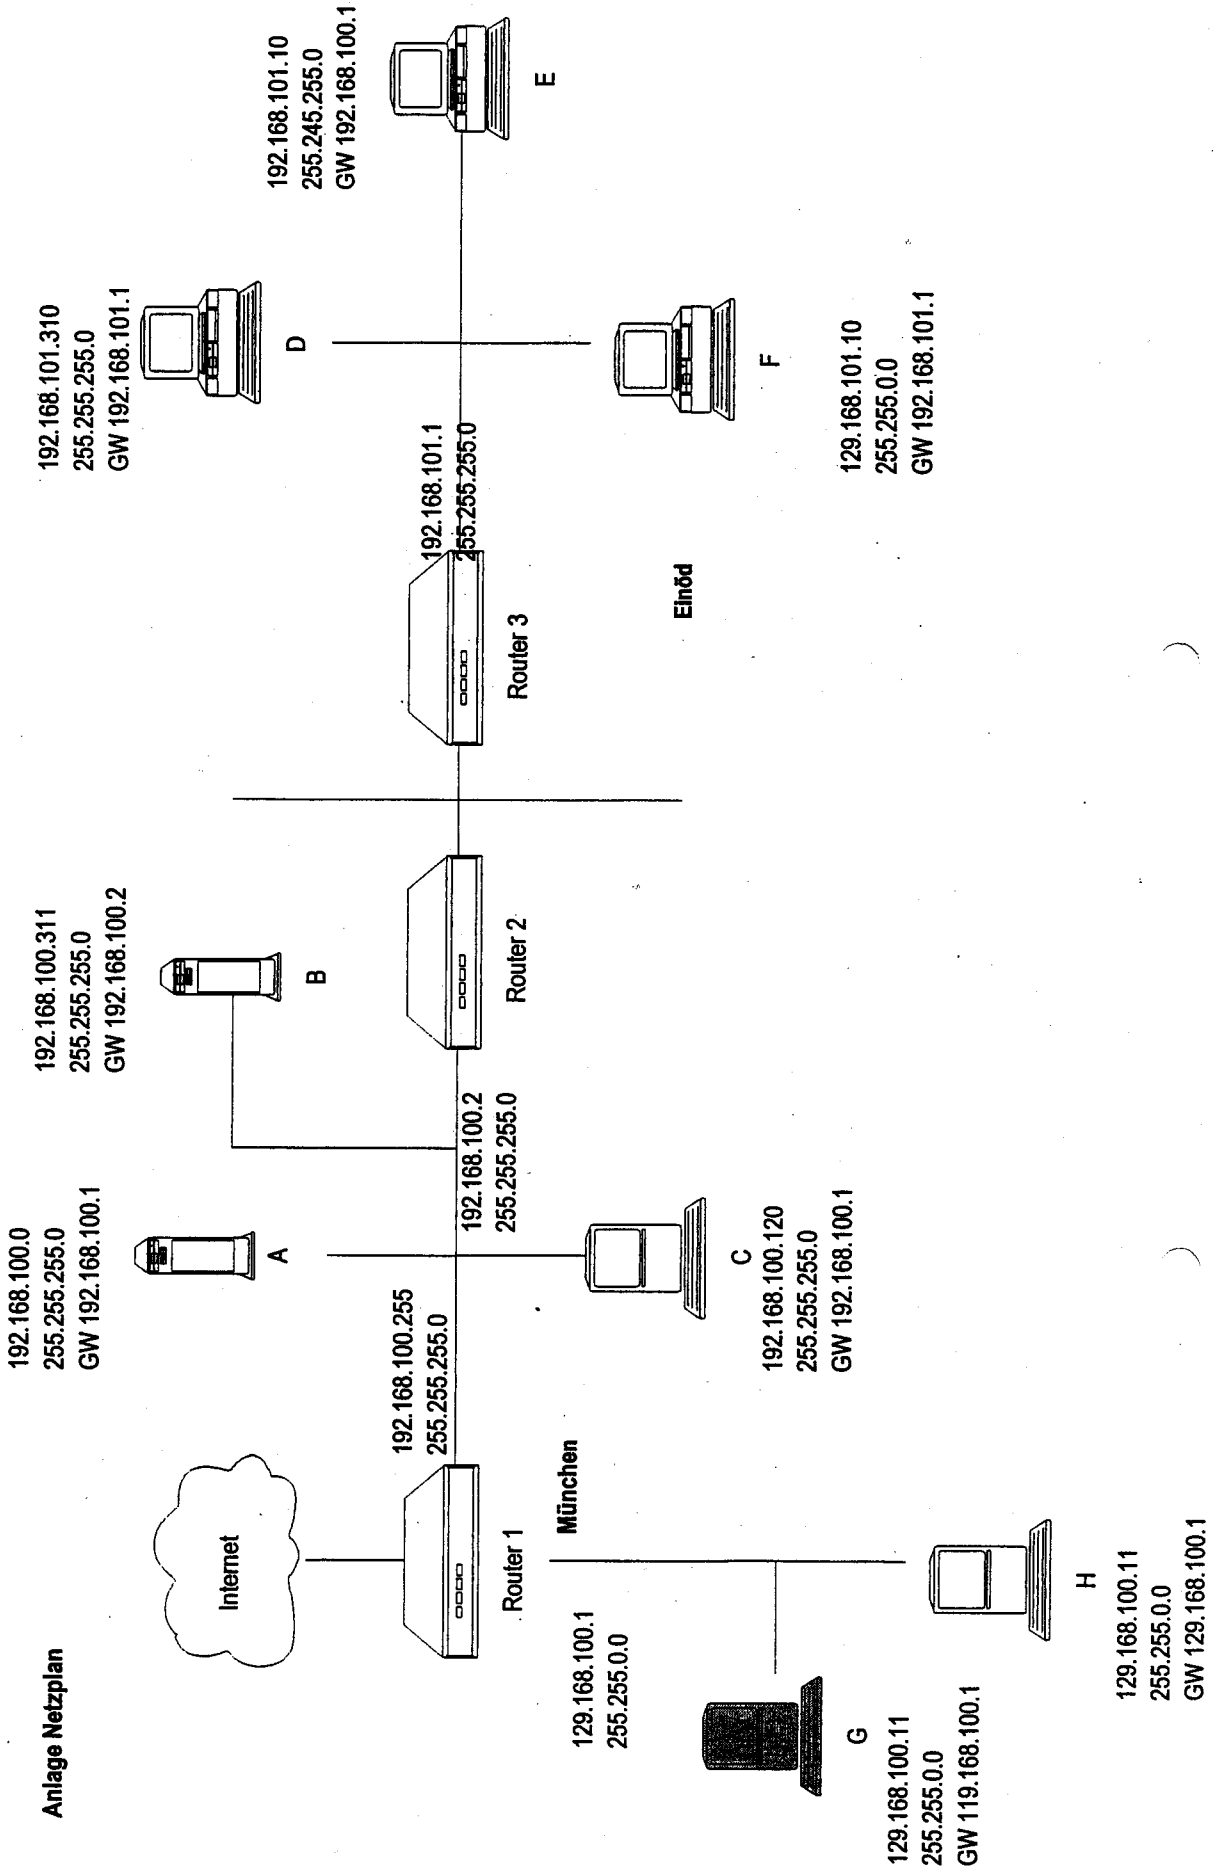 Anlage Netzplan
Internet
Router 1
München
192.168.100.255
255.255.255.0
129.168.100.1
255.255.0.0
G
129.168.100.11
255.255.0.0
GW 119.168.100.1
H
129.168.100.11
255.255.0.0
GW 129.168.100.1
192.168.100.0
255.255.255.0
GW 192.168.100.1
A
C
192.168.100.120
255.255.255.0
GW 192.168.100.1
192.168.100.311
255.255.255.0
GW 192.168.100.2
B
192.168.100.2
255.255.255.0
Router 2
Router 3
Einöd
192.168.101.1
255.255.255.0
192.168.101.310
255.255.255.0
GW 192.168.101.1
D
192.168.101.10
255.245.255.0
GW 192.168.100.1
E
F
129.168.101.10
255.255.0.0
GW 192.168.101.1